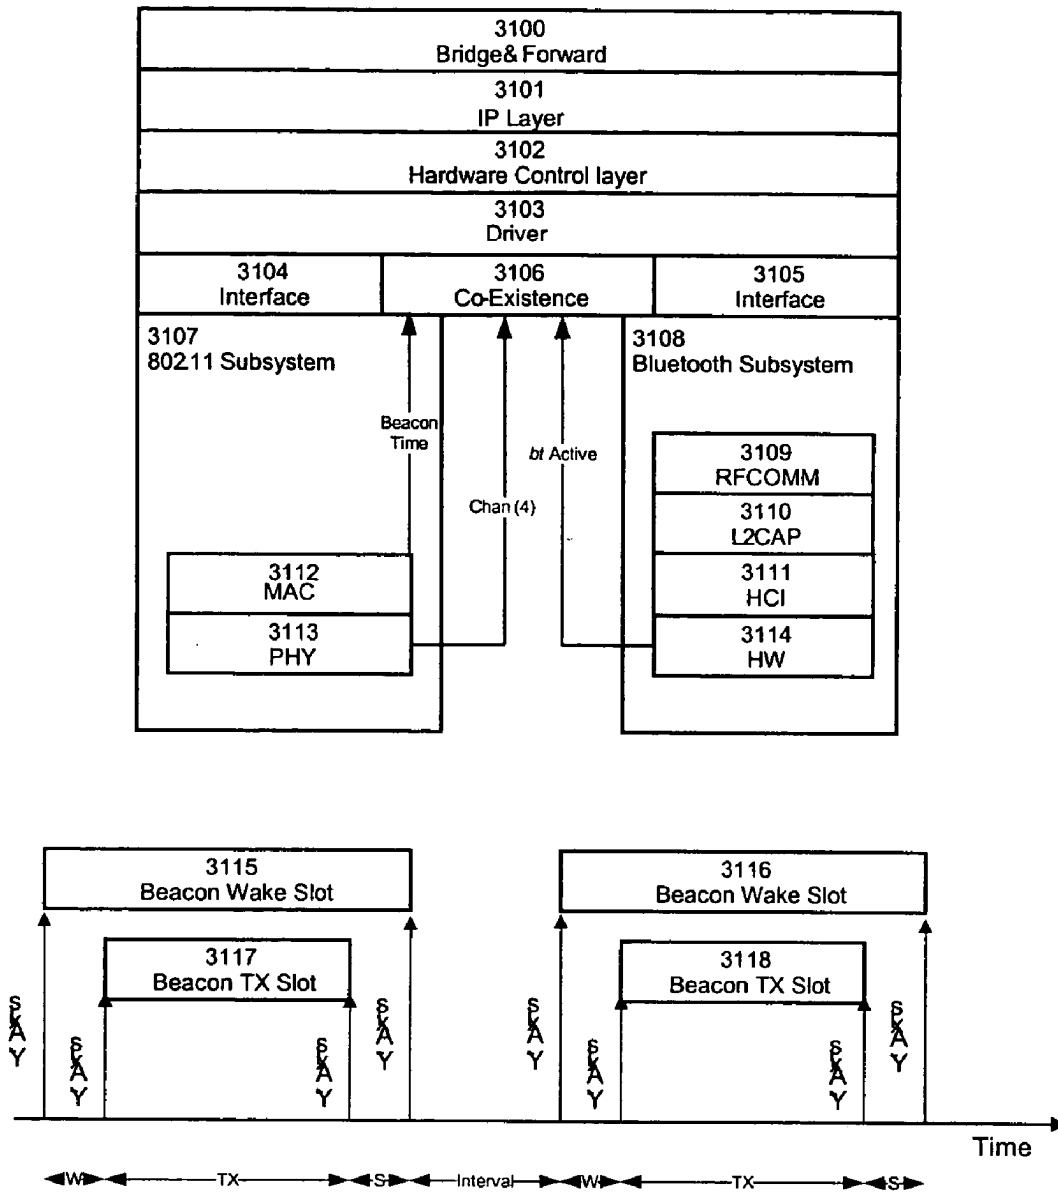 3100
Bridge& Forward
3101
IP Layer
3102
Hardware Control layer
3103
Driver
3104
Interface
3106
Co-Existence
3105
Interface
3107
802.11 Subsystem
3108
Bluetooth Subsystem
Beacon
Time
bt Active
Chan (4)
3109
RFCOMM
3110
L2CAP
3111
HCI
3114
HW
3112
MAC
3113
PHY
3115
Beacon Wake Slot
3116
Beacon Wake Slot
3117
Beacon TX Slot
3118
Beacon TX Slot
Time
W
TX
S
Interval
W
TX
S